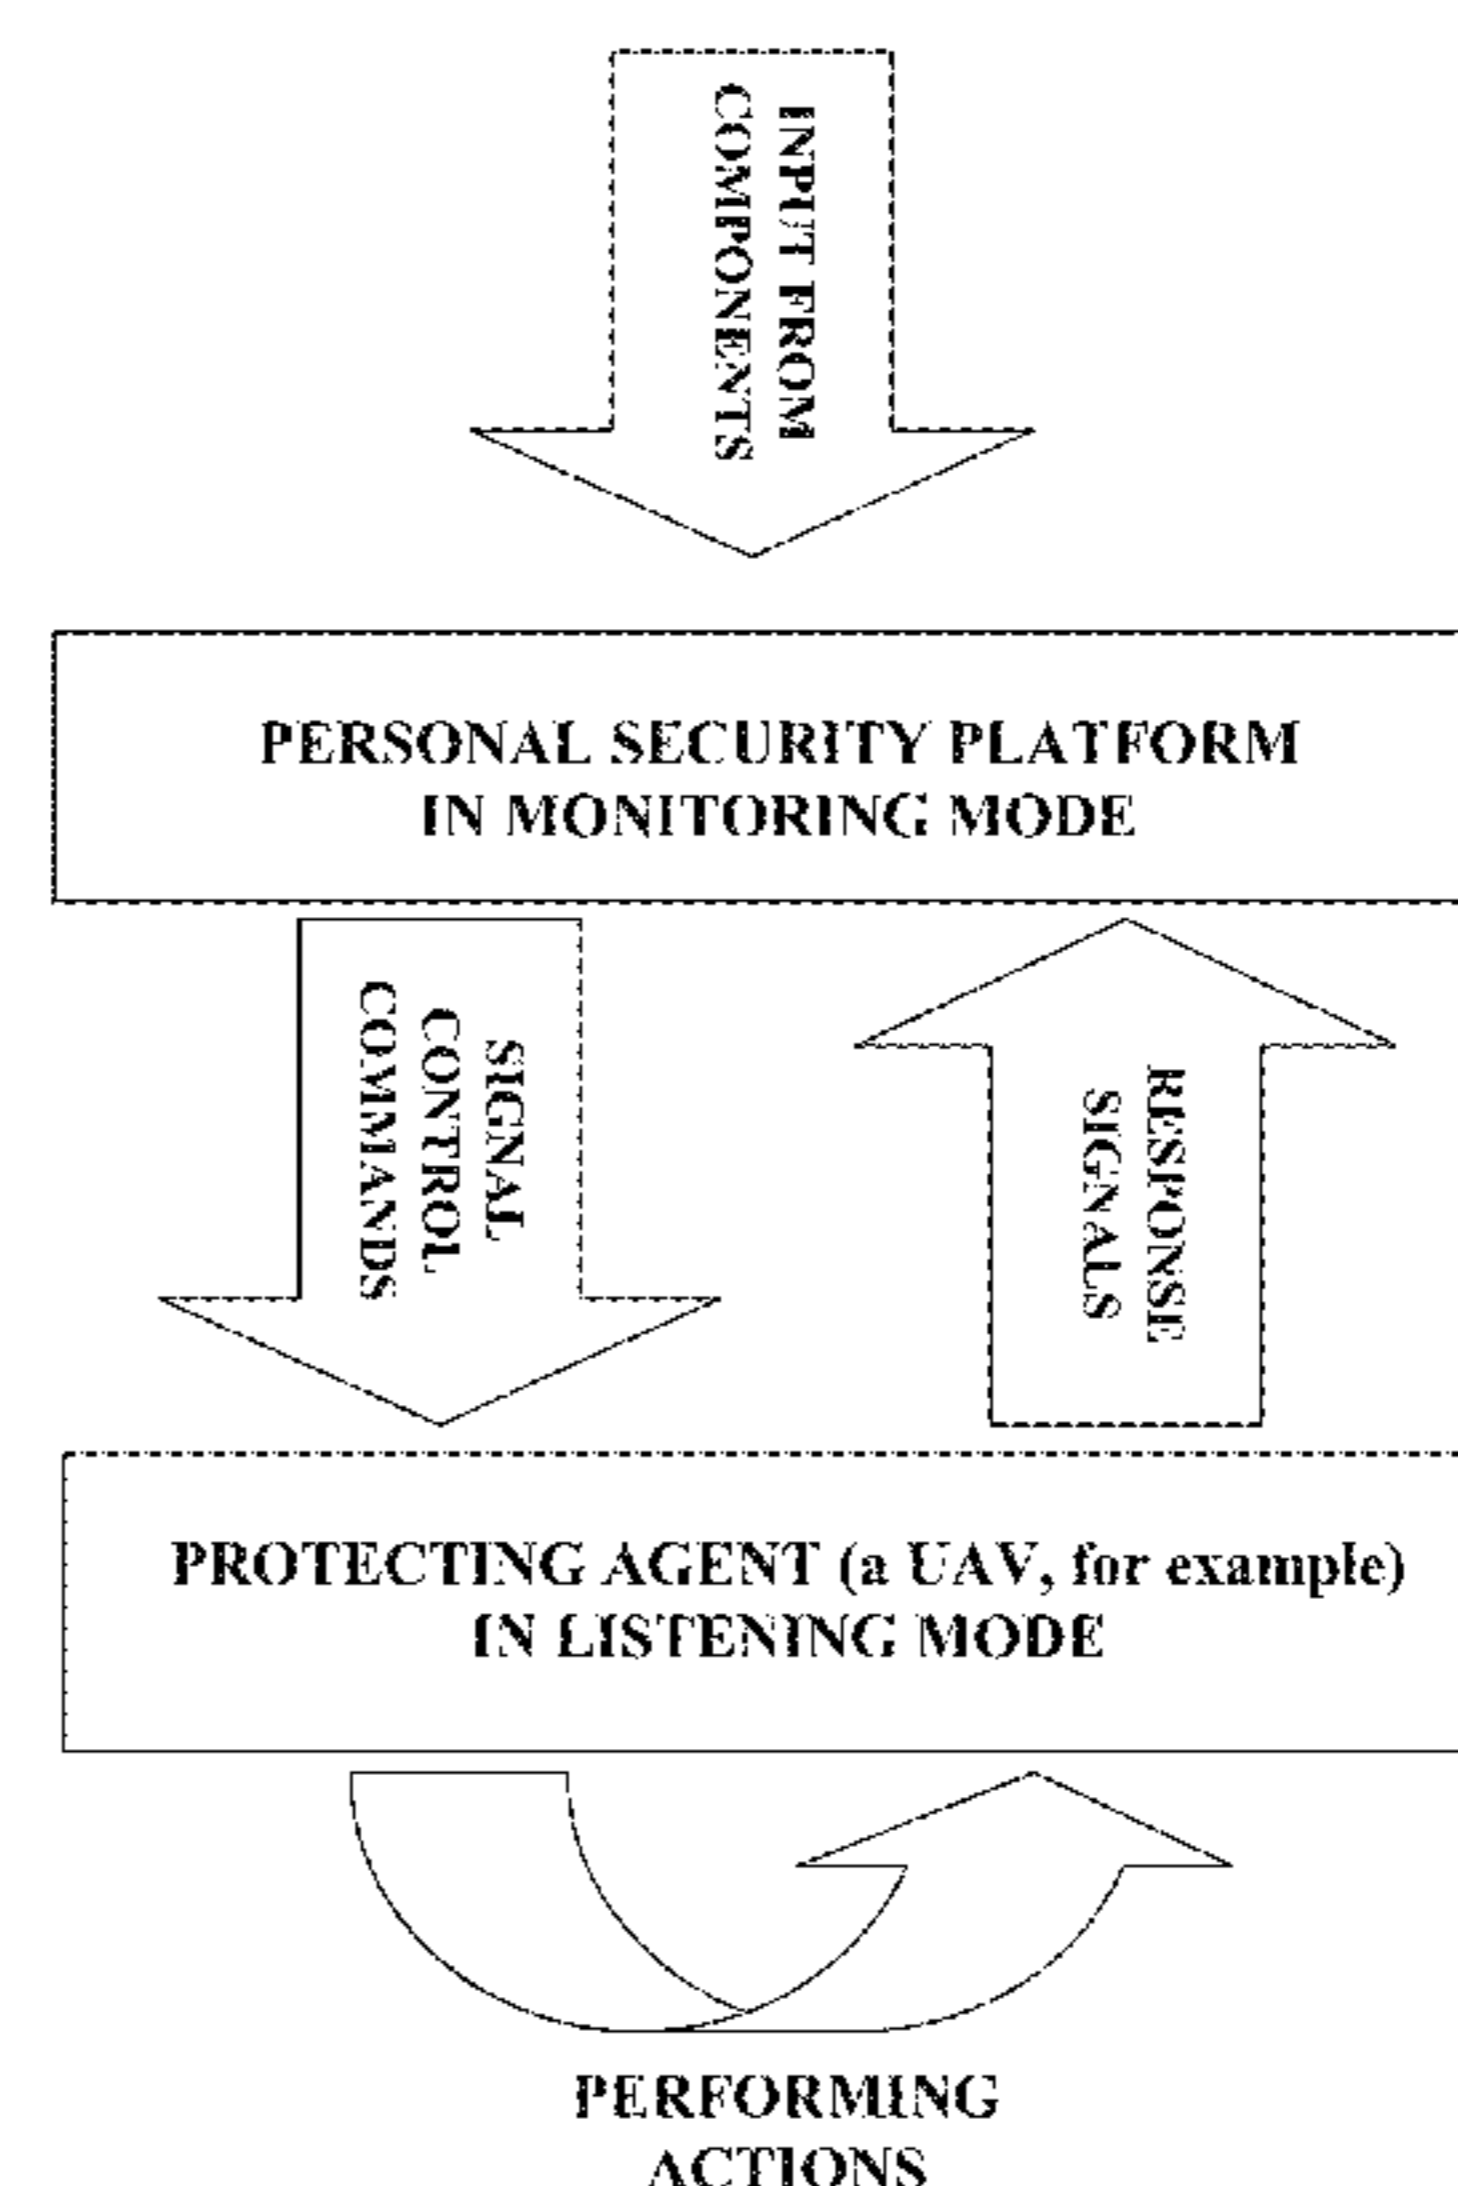 INPUT FROM
COMPONENTS
PERSONAL SECURITY PLATFORM
IN MONITORING MODE
SIGNAL
CONTROL
COMMANDS
RESPONSE
SIGNALS
PROTECTING AGENT (a UAV, for example)
IN LISTENING MODE
PERFORMING
ACTIONS